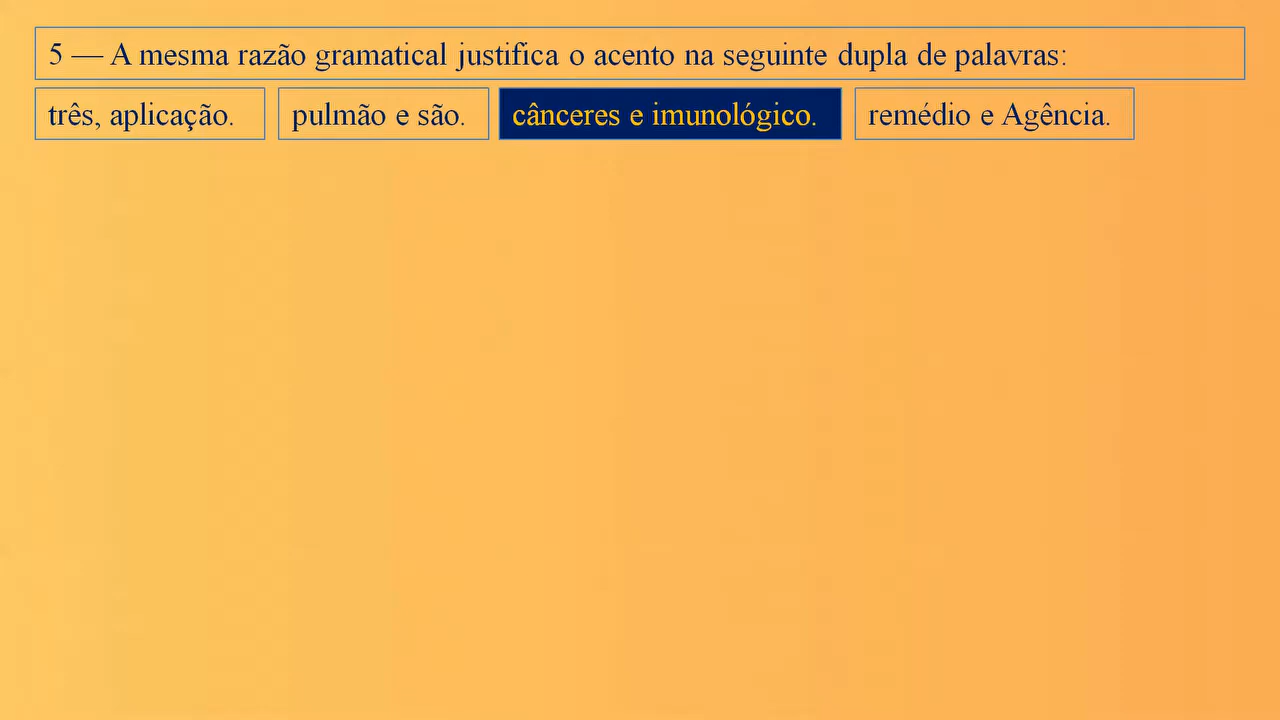 5 — A mesma razão gramatical justifica o acento na seguinte dupla de palavras:
três, aplicação. pulmão e são. cânceres e imunológico. remédio e Agência.